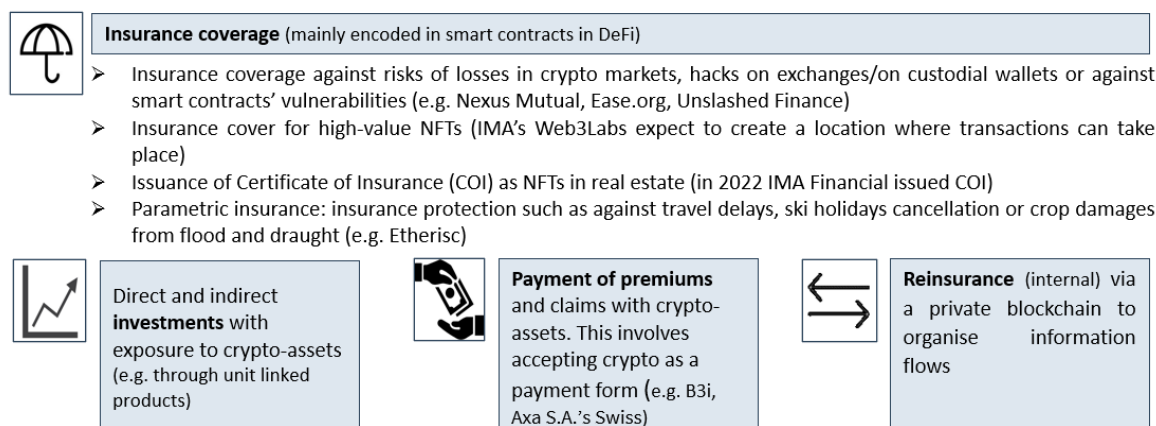 Insurance coverage (mainly encoded in smart contracts in DeFi)
➢ Insurance coverage against risks of losses in crypto markets, hacks on exchanges/on custodial wallets or against
smart contracts' vulnerabilities (e.g. Nexus Mutual, Ease.org, Unslashed Finance)
➢ Insurance cover for high-value NFTs (IMA's Web3Labs expect to create a location where transactions can take
place)
➢ Issuance of Certificate of Insurance (COI) as NFTs in real estate (in 2022 IMA Financial issued COI)
➢ Parametric insurance: insurance protection such as against travel delays, ski holidays cancellation or crop damages
from flood and draught (e.g. Etherisc)
Direct and indirect
investments with
exposure to crypto-assets
(e.g. through unit linked
products)
Payment of premiums
and claims with crypto-
assets. This involves
accepting crypto as a
payment form (e.g. B3i,
Axa S.A.'s Swiss)
Reinsurance (internal) via
a private blockchain to
organise information
flows